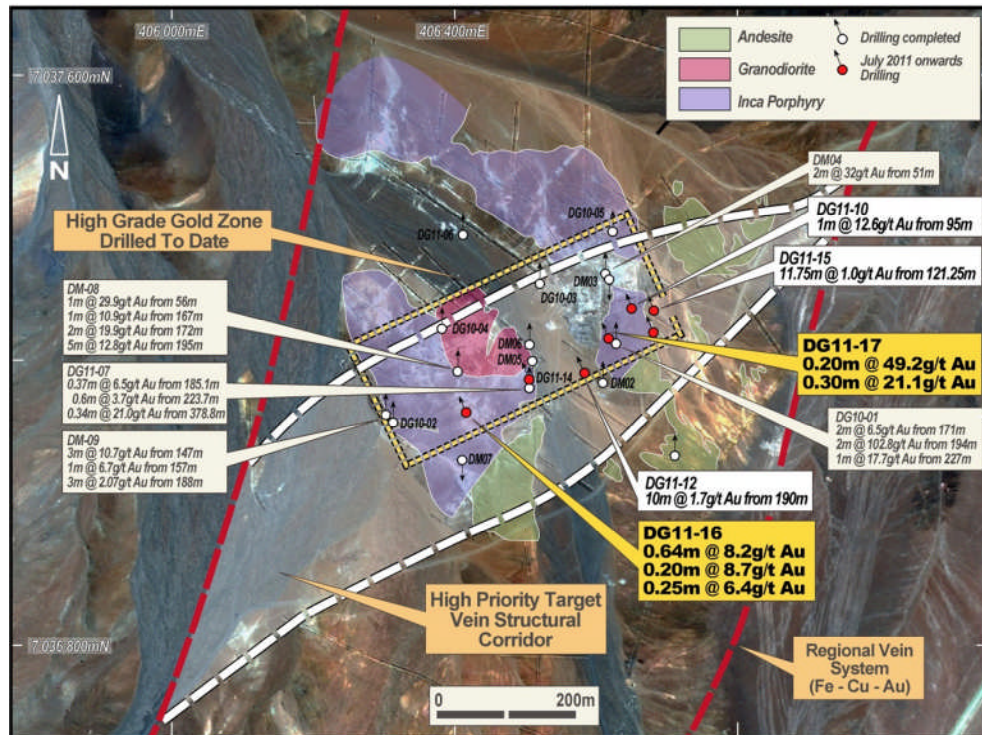 406 000mE
406 400mE
7 037 600mN
N
Andesite
Granodiorite
Inca Porphyry
Drilling completed
July 2011 onwards
Drilling
DM04
2m @ 32g/t Au from 51m
DG11-10
1m @ 12.6g/t Au from 95m
DG11-15
11.75m @ 1.0g/t Au from 121.25m
High Grade Gold Zone
Drilled To Date
DG11-06
DG10-05
DM03
DG10-03
DG10-04
DM06
DM05
DG11-14
DM02
DG10-02
DM07
DM-08
1m @ 29.9g/t Au from 56m
1m @ 10.9g/t Au from 167m
2m @ 19.9g/t Au from 172m
5m @ 12.8g/t Au from 195m
DG11-07
0.37m @ 6.5g/t Au from 185.1m
0.6m @ 3.7g/t Au from 223.7m
0.34m @ 21.0g/t Au from 378.8m
DM-09
3m @ 10.7g/t Au from 147m
1m @ 6.7g/t Au from 157m
3m @ 2.07g/t Au from 188m
DG11-17
0.20m @ 49.2g/t Au
0.30m @ 21.1g/t Au
DG10-01
2m @ 6.5g/t Au from 171m
2m @ 102.8g/t Au from 194m
1m @ 17.7g/t Au from 227m
DG11-12
10m @ 1.7g/t Au from 190m
DG11-16
0.64m @ 8.2g/t Au
0.20m @ 8.7g/t Au
0.25m @ 6.4g/t Au
High Priority Target
Vein Structural
Corridor
7 036 800mN
Regional Vein
System
(Fe - Cu - Au)
0
200m